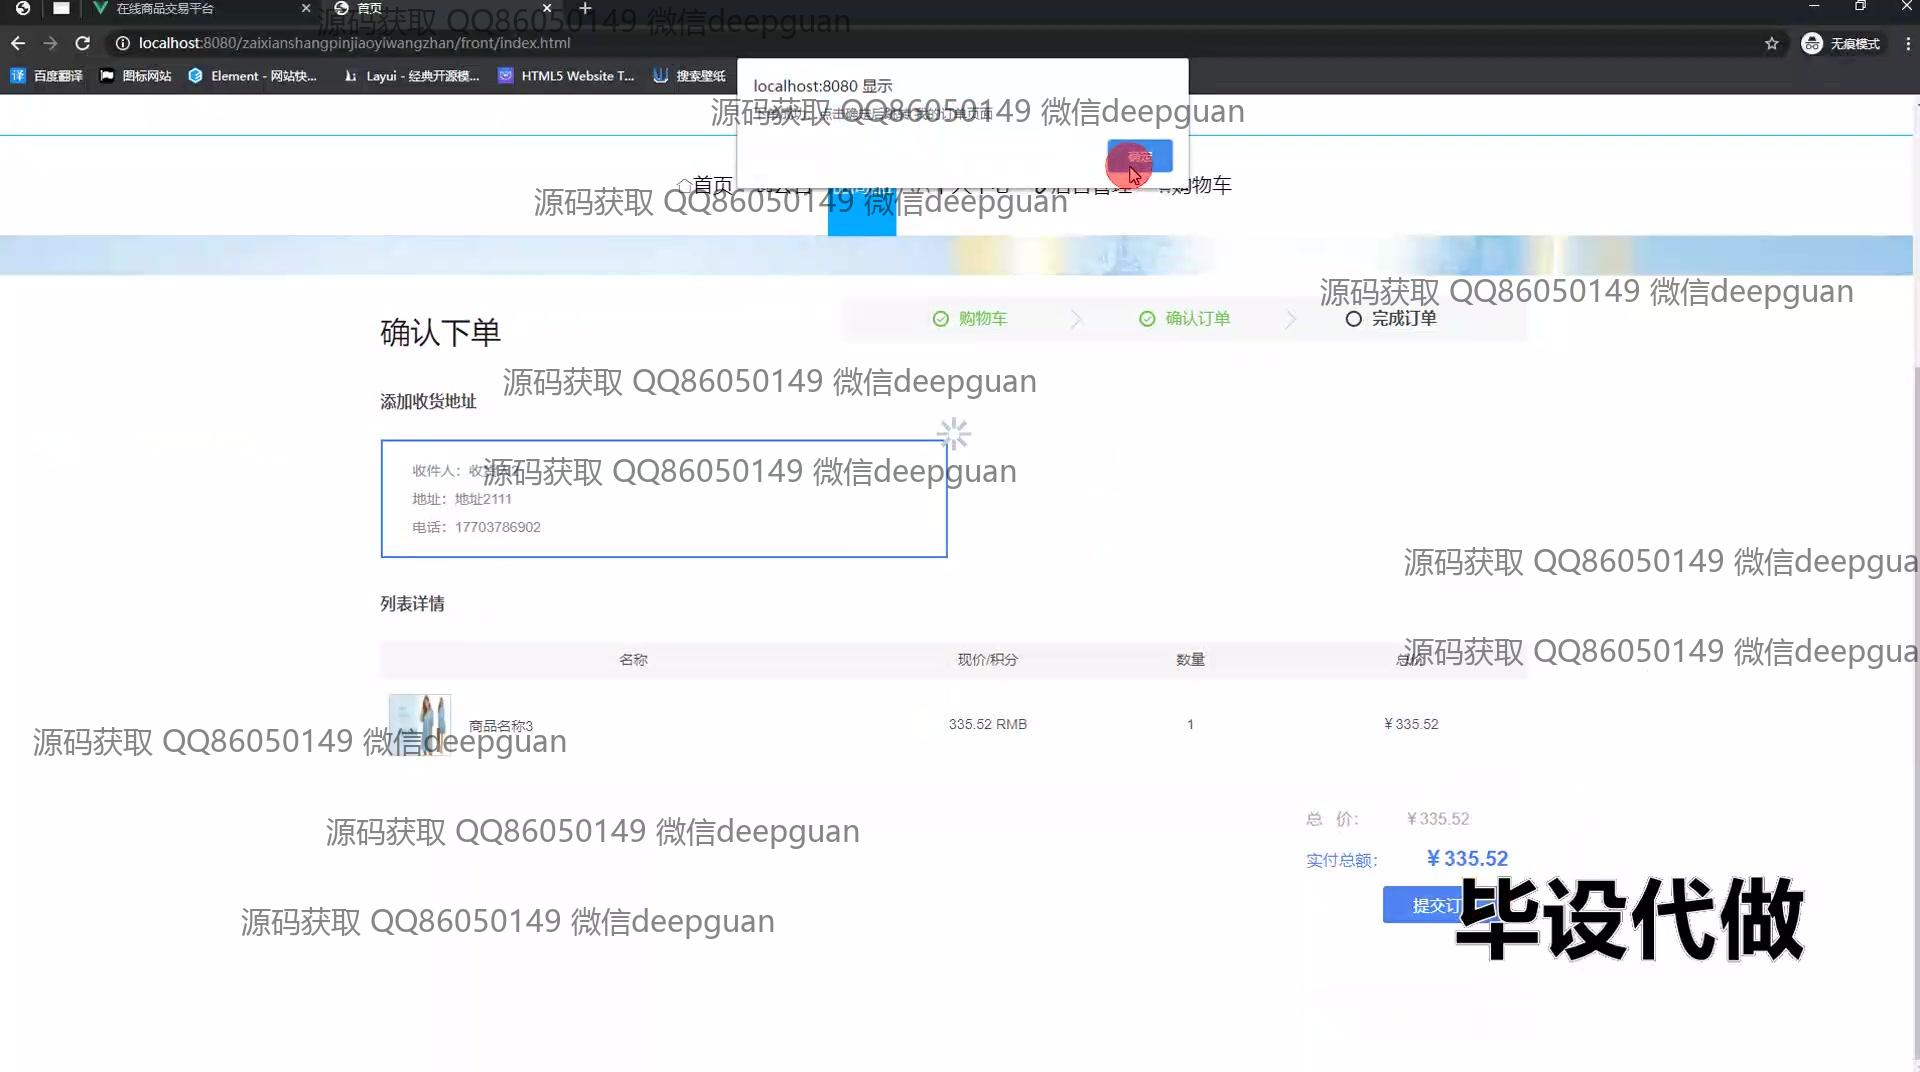 在线商品交易平台
首页
源码获取 QQ86050149 微信deepguan
localhost:8080/zaixianshangpinjiaoyiwangzhan/front/index.html
无痕模式
百度翻译
图标网站
Element - 网站快...
Layui - 经典开源模...
HTML5 Website T...
搜索壁纸
localhost:8080 显示
源码获取 QQ86050149 微信deepguan
确定
首页
后台管理
购物车
源码获取 QQ86050149 微信deepguan
源码获取 QQ86050149 微信deepguan
确认下单
购物车
确认订单
完成订单
源码获取 QQ86050149 微信deepguan
添加收货地址
收件人：
源码获取 QQ86050149 微信deepguan
地址：地址2111
电话：17703786902
源码获取 QQ86050149 微信deepgua
列表详情
名称
现价/积分
数量
总价
源码获取 QQ86050149 微信deepgua
商品名称3
335.52 RMB
1
¥335.52
源码获取 QQ86050149 微信deepguan
总 价：
¥335.52
源码获取 QQ86050149 微信deepguan
实付总额：
¥335.52
提交订
毕设代做
源码获取 QQ86050149 微信deepguan